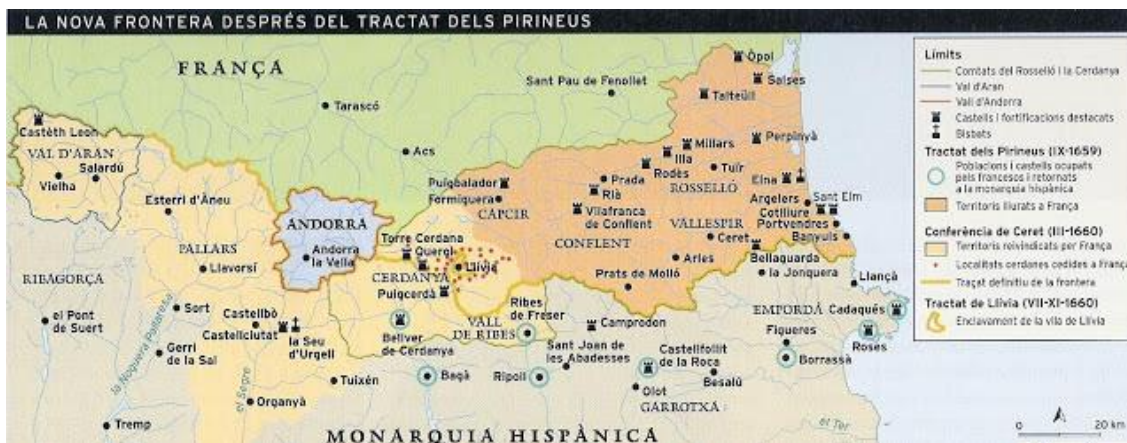 LA NOVA FRONTERA DESPRÉS DEL TRACTAT DELS PIRINEUS
FRANÇA
Òpol
Salses
Sant Pau de Fenollet
Talteüll
Tarascó
Castèth Leon
VAL D'ARAN
Salardú
Vielha
Acs
Millars
Perpinyà
Illa
Rodès
Tuïr
Puigbalador
Formiguera
Prada
Rià
ROSSELLÓ
Elna
Esterri d'Àneu
CAPCIR
Vilafranca
de Conflent
Sant Elm
Argelers
Cotlliure
Portvendres
Banyuls
ANDORRA
Andorra
la Vella
PALLARS
Torre Cerdana
Querol
CONFLENT
VALLESPIR
Ceret
RIBAGORÇA
Llavorsí
CERDANYA
Llívia
Arles
Bellaguarda
Prats de Molló
la Jonquera
Llançà
Puigcerdà
Ribes
de Freser
VALL
DE RIBES
EMPORDÀ
Cadaqués
Roses
el Pont
de Suert
Sort
la Noguera Pallaresa
Castellbò
Castellciutat
la Seu
d'Urgell
Bellver
de Cerdanya
Camprodon
Figueres
Gerri
de la Sal
Sant Joan de
les Abadesses
Castellfollit
de la Roca
Borrassà
Tuixén
Bagà
Ripoll
Olot
Besalú
el Segre
Organyà
GARROTXA
Tremp
MONARQUIA HISPÀNICA
el Ter
0 20 km
Límits
Comtats del Rosselló i la Cerdanya
Val d'Aran
Vall d'Andorra
Castells i fortificacions destacats
Bisbats
Tractat dels Pirineus (IX-1659)
Poblacions i castells ocupats
pels francesos i retornats
a la monarquia hispànica
Territoris lliurats a França
Conferència de Ceret (III-1660)
Territoris reivindicats per França
Localitats cerdanes cedides a França
Traçat definitiu de la frontera
Tractat de Llívia (VII-XI-1660)
Enclavament de la vila de Llívia